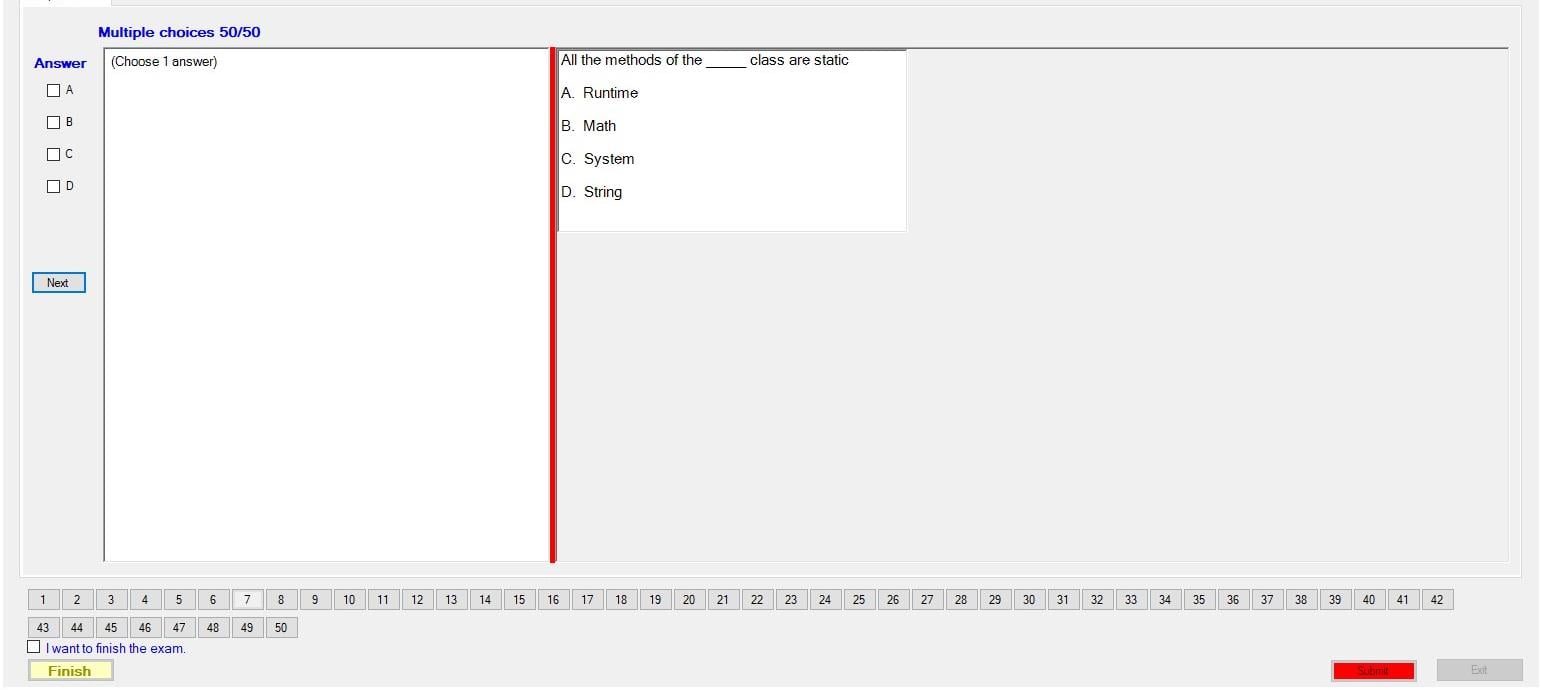 Multiple choices 50/50
Answer
(Choose 1 answer)
A
B
C
D
Next
All the methods of the _____ class are static
A. Runtime
B. Math
C. System
D. String
1 2 3 4 5 6 7 8 9 10 11 12 13 14 15 16 17 18 19 20 21 22 23 24 25 26 27 28 29 30 31 32 33 34 35 36 37 38 39 40 41 42
43 44 45 46 47 48 49 50
I want to finish the exam.
Finish
Submit
Exit